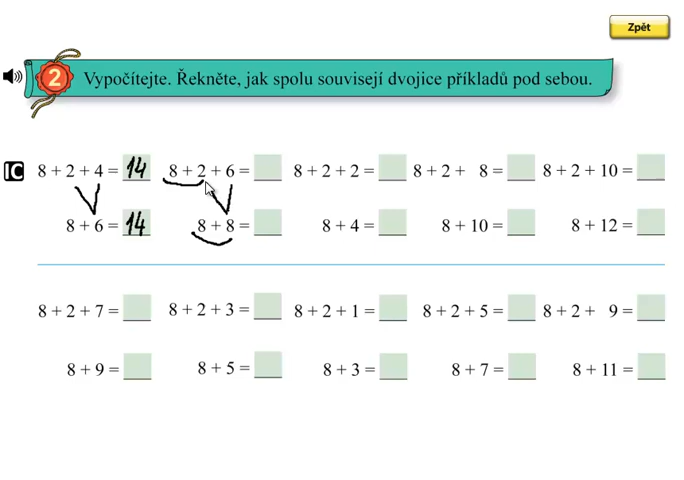 Zpět
2 Vypočítejte. Řekněte, jak spolu souvisejí dvojice příkladů pod sebou.
IC 8 + 2 + 4 = 14 8 + 2 + 6 = 8 + 2 + 2 = 8 + 2 + 8 = 8 + 2 + 10 =
8 + 6 = 14 8 + 8 = 8 + 4 = 8 + 10 = 8 + 12 =
8 + 2 + 7 = 8 + 2 + 3 = 8 + 2 + 1 = 8 + 2 + 5 = 8 + 2 + 9 =
8 + 9 = 8 + 5 = 8 + 3 = 8 + 7 = 8 + 11 =